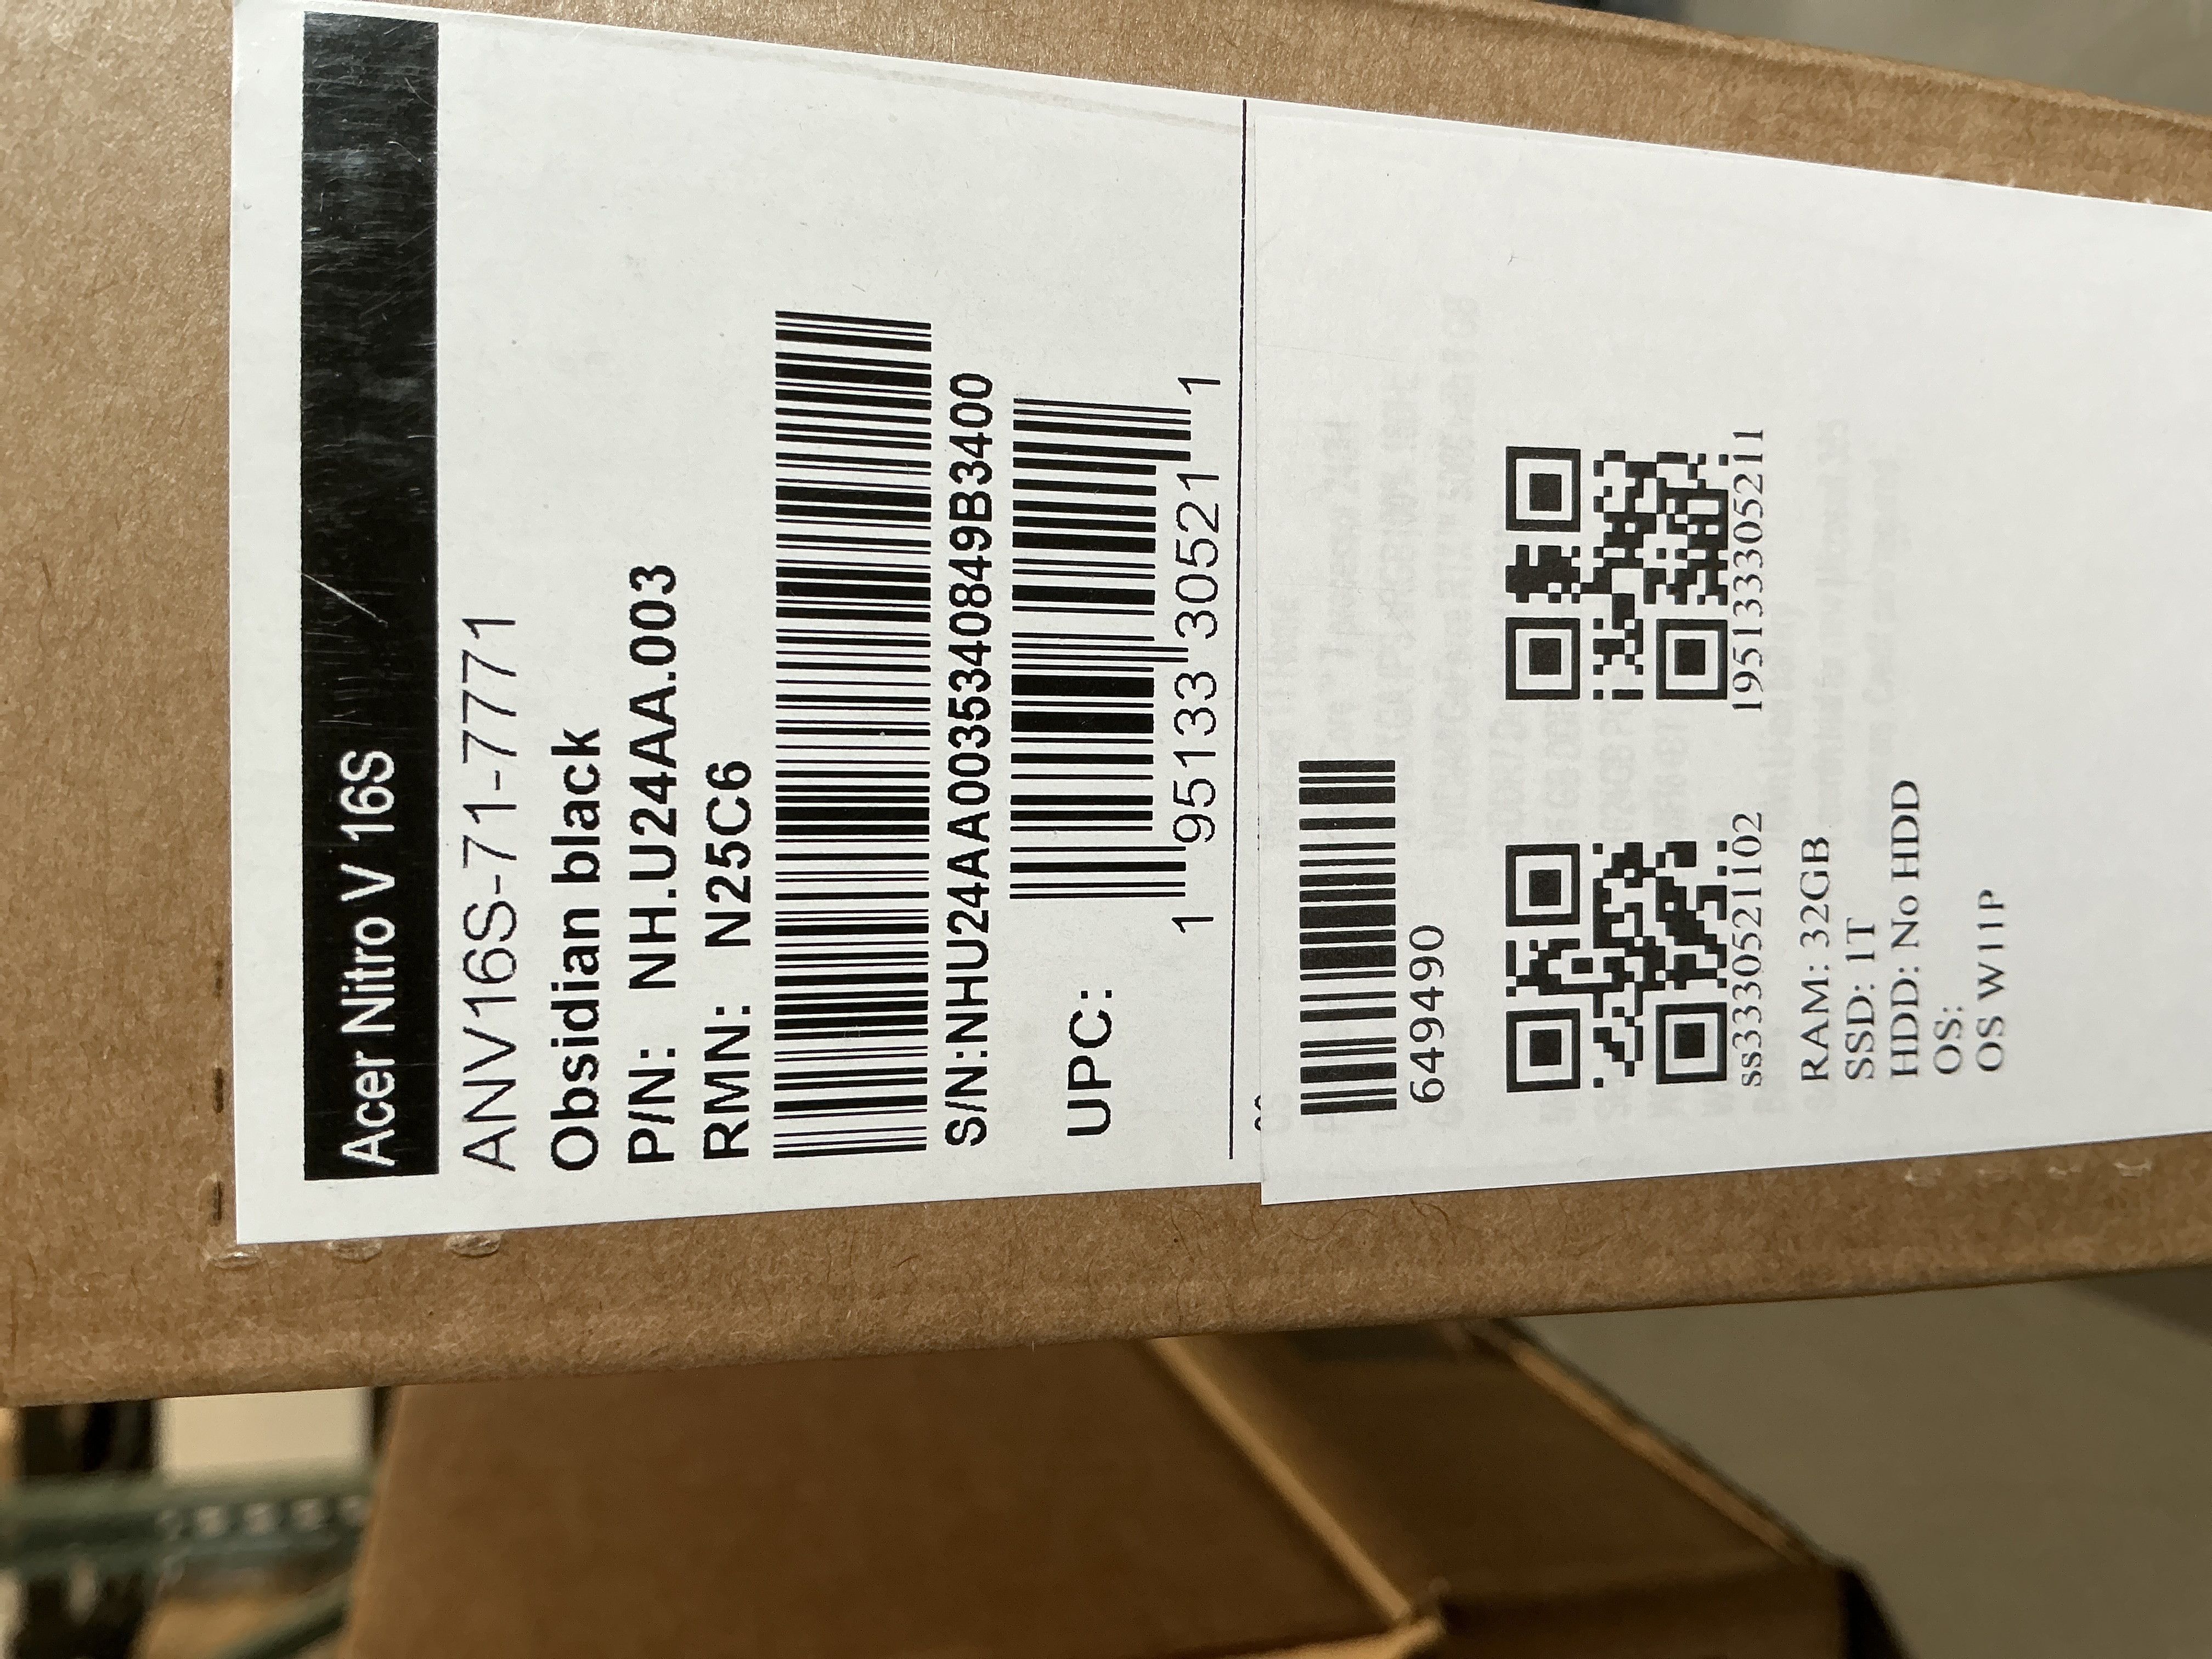 Acer Nitro V 16S
ANV16S-71-7771
Obsidian black
P/N: NH.U24AA.003
RMN: N25C6
S/N:NHU24AA0035340849B3400
UPC:
1 95133 30521 1
649490
ss33305211102
195133305211
RAM: 32GB
SSD: 1T
HDD: No HDD
OS:
OS W11P